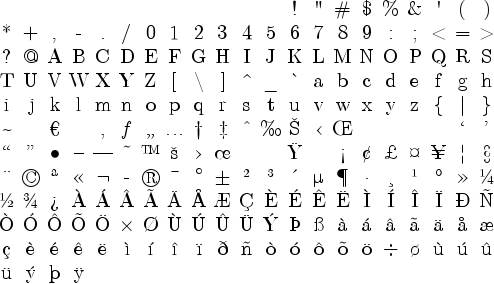 ! " # $ % & ' ( )
* + , - . / 0 1 2 3 4 5 6 7 8 9 : ; < = >
? @ A B C D E F G H I J K L M N O P Q R S
T U V W X Y Z [ \ ] ^ _ ` a b c d e f g h
i j k l m n o p q r s t u v w x y z { | }
~ € ‚ ƒ „ … † ‡ ˆ ‰ Š ‹ Œ ‘ ’
“ ” • – — ˜ ™ š › œ Ÿ ¡ ¢ £ ¤ ¥ ¦ §
¨ © ª « ¬ - ® ¯ ° ± ² ³ ´ µ ¶ · ¸ ¹ º » ¼
½ ¾ ¿ À Á Â Ã Ä Å Æ Ç È É Ê Ë Ì Í Î Ï Ð Ñ
Ò Ó Ô Õ Ö × Ø Ù Ú Û Ü Ý Þ ß à á â ã ä å æ
ç è é ê ë ì í î ï ð ñ ò ó ô õ ö ÷ ø ù ú û
ü ý þ ÿ